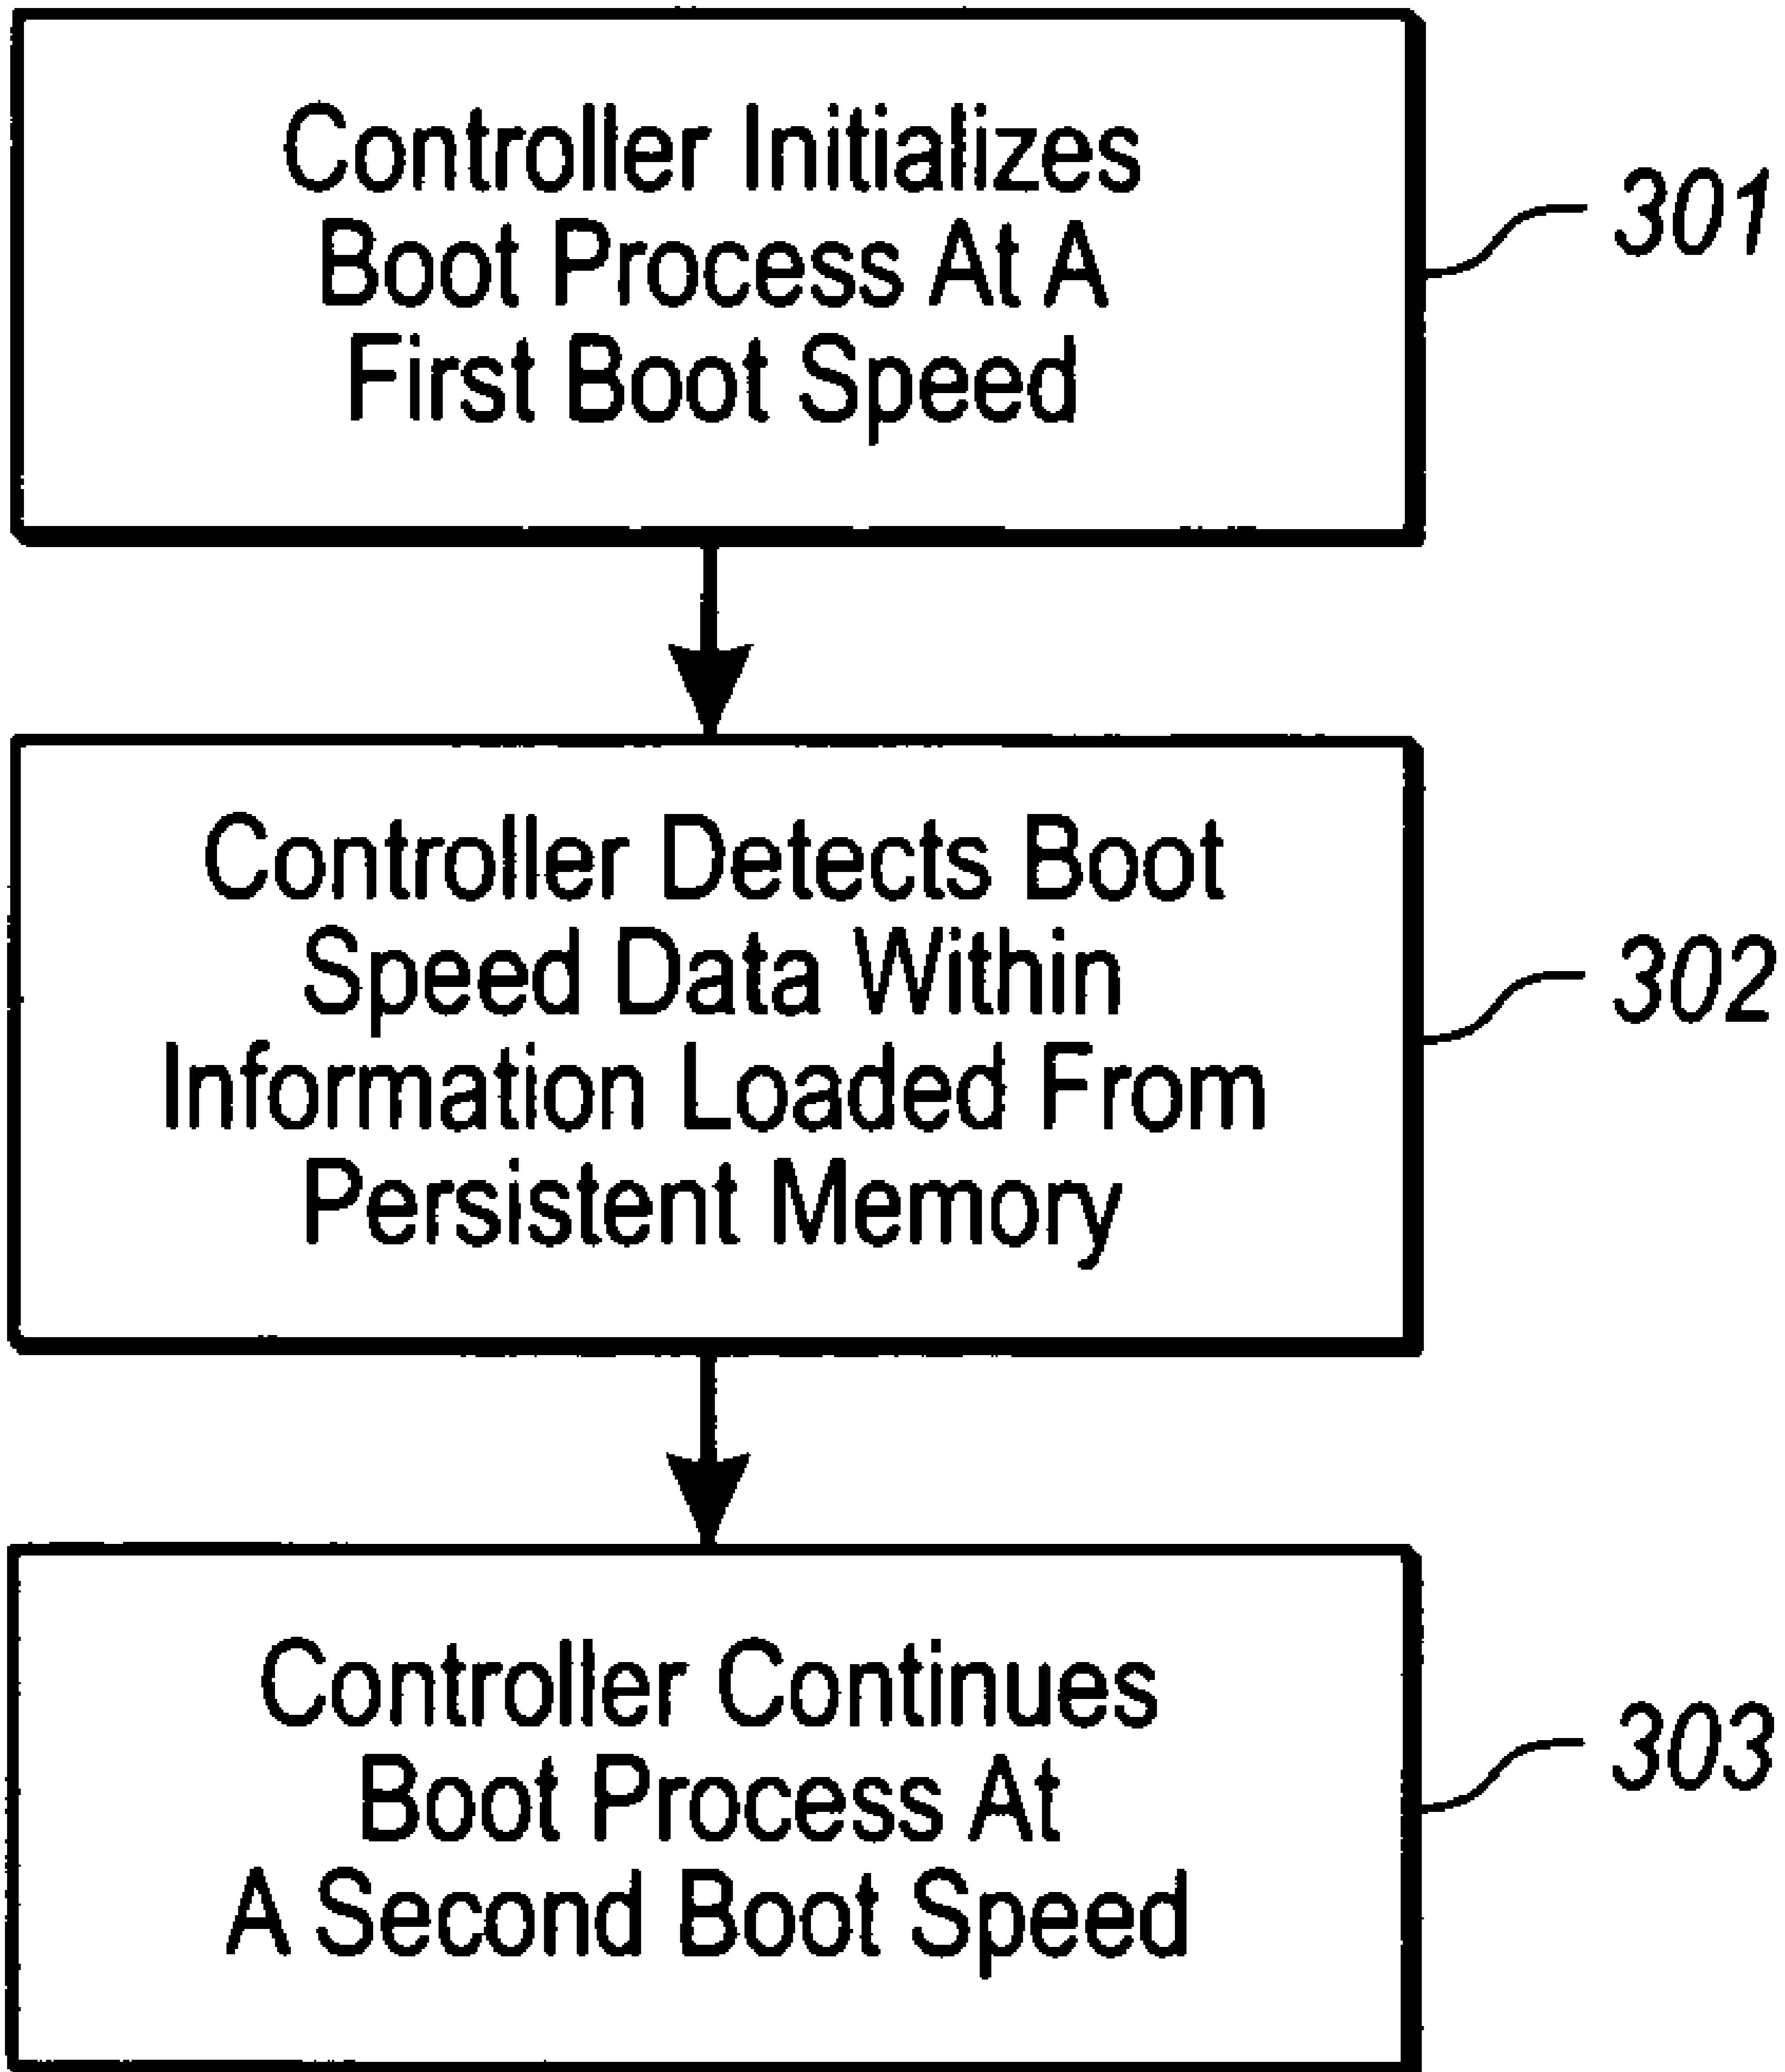 Controller Initializes
Boot Process At A
First Boot Speed
301
Controller Detects Boot
Speed Data Within
Information Loaded From
Persistent Memory
302
Controller Continues
Boot Process At
A Second Boot Speed
303